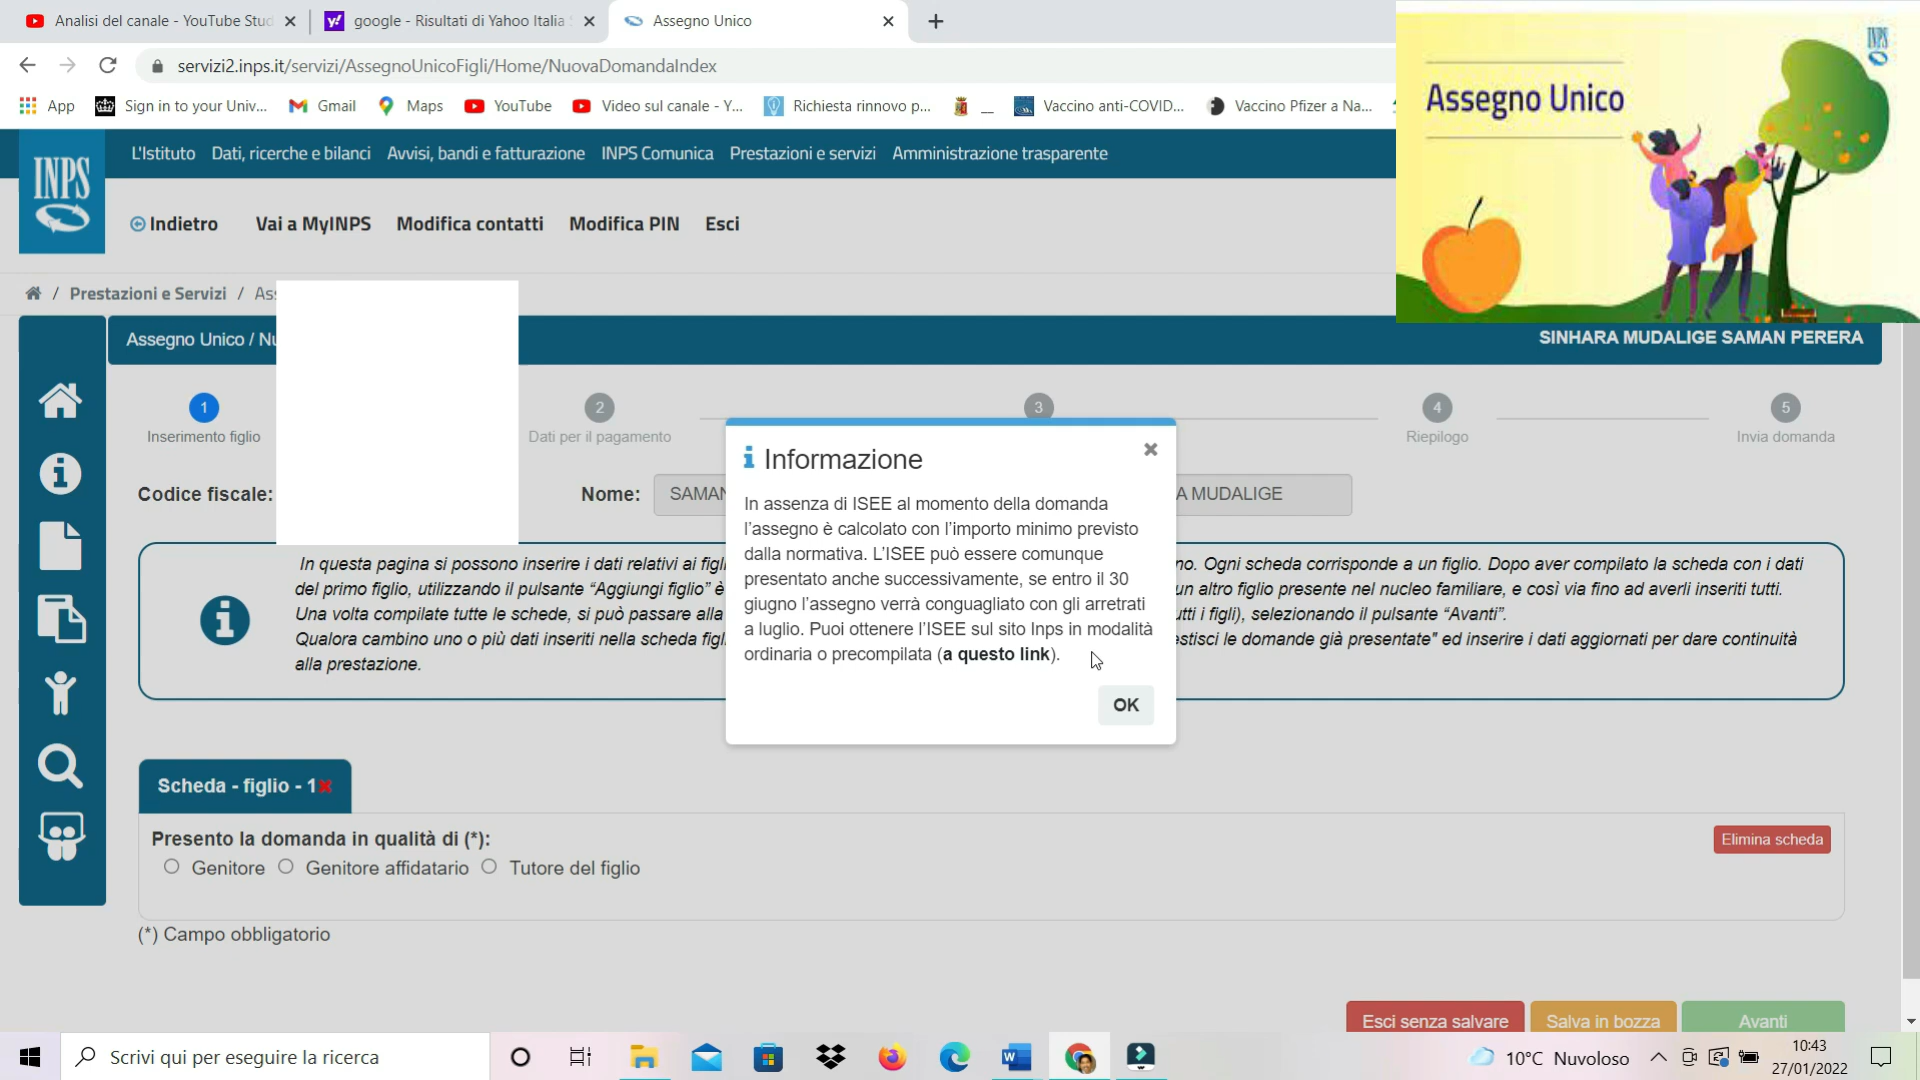 Analisi del canale - YouTube Stud
google - Risultati di Yahoo Italia
Assegno Unico
servizi2.inps.it/servizi/AssegnoUnicoFigli/Home/NuovaDomandaIndex
App
Sign in to your Univ...
Gmail
Maps
YouTube
Video sul canale - Y...
Richiesta rinnovo p...
Vaccino anti-COVID...
Vaccino Pfizer a Na...
Assegno Unico
INPS
INPS
L'Istituto Dati, ricerche e bilanci Avvisi, bandi e fatturazione INPS Comunica Prestazioni e servizi Amministrazione trasparente
Indietro Vai a MyINPS Modifica contatti Modifica PIN Esci
/ Prestazioni e Servizi /
Assegno Unico /
SINHARA MUDALIGE SAMAN PERERA
1 2 3 4 5
Inserimento figlio Dati per il pagamento Riepilogo Invia domanda
Codice fiscale: Nome: SAMAN MUDALIGE
Informazione
In assenza di ISEE al momento della domanda
l'assegno è calcolato con l'importo minimo previsto
dalla normativa. L'ISEE può essere comunque
presentato anche successivamente, se entro il 30
giugno l'assegno verrà conguagliato con gli arretrati
a luglio. Puoi ottenere l'ISEE sul sito Inps in modalità
ordinaria o precompilata (a questo link).
OK
In questa pagina si possono inserire i dati relativi ai no. Ogni scheda corrisponde a un figlio. Dopo aver compilato la scheda con i dati
del primo figlio, utilizzando il pulsante “Aggiungi figlio” è un altro figlio presente nel nucleo familiare, e così via fino ad averli inseriti tutti.
Una volta compilate tutte le schede, si può passare alla i figli), selezionando il pulsante “Avanti”.
Qualora cambino uno o più dati inseriti nella scheda le domande già presentate" ed inserire i dati aggiornati per dare continuità
alla prestazione.
Scheda - figlio - 1
Presento la domanda in qualità di (*):
Elimina scheda
Genitore Genitore affidatario Tutore del figlio
(*) Campo obbligatorio
Esci senza salvare Salva in bozza Avanti
Scrivi qui per eseguire la ricerca
10°C Nuvoloso
10:43
27/01/2022